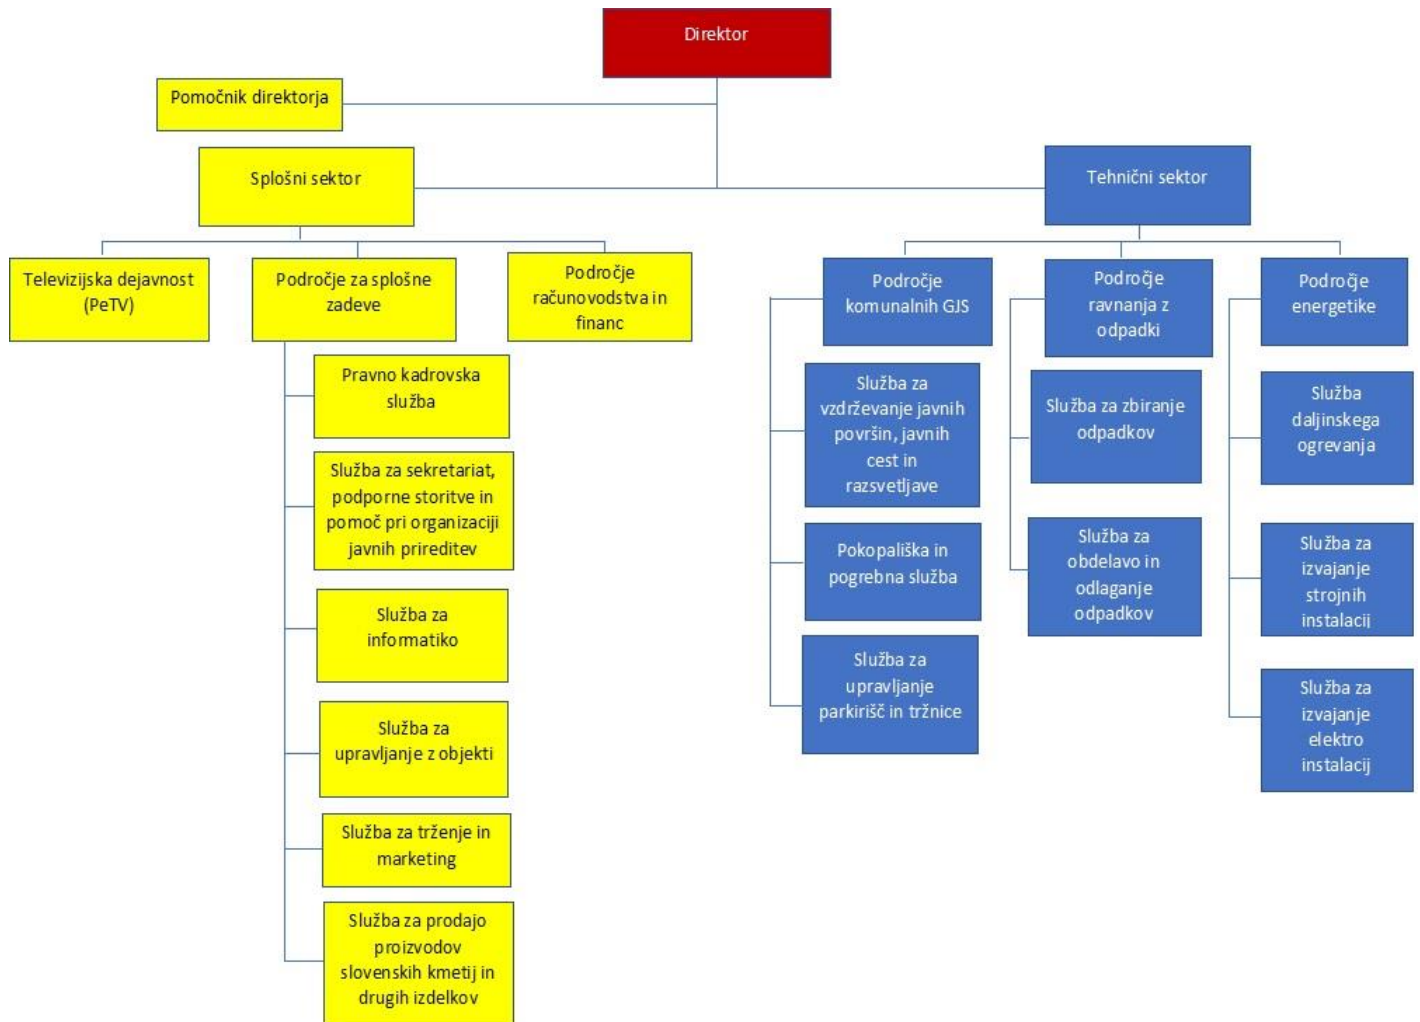 Direktor
Pomočnik direktorja
Splošni sektor
Tehnični sektor
Televizijska dejavnost
(PeTV)
Področje za splošne
zadeve
Področje
računovodstva in
financ
Pravno kadrovska
služba
Služba za sekretariat,
podporne storitve in
pomoč pri organizaciji
javnih prireditev
Služba za
informatiko
Služba za
upravljanje z objekti
Služba za trženje in
marketing
Služba za prodajo
proizvodov
slovenskih kmetij in
drugih izdelkov
Področje
komunalnih GJS
Služba za
vzdrževanje javnih
površin, javnih
cest in
razsvetljave
Pokopališka in
pogrebna služba
Služba za
upravljanje
parkirišč in tržnice
Področje
ravnanja z
odpadki
Služba za zbiranje
odpadkov
Služba za
obdelavo in
odlaganje
odpadkov
Področje
energetike
Služba
daljinskega
ogrevanja
Služba za
izvajanje
strojnih
instalacij
Služba za
izvajanje
elektro
instalacij